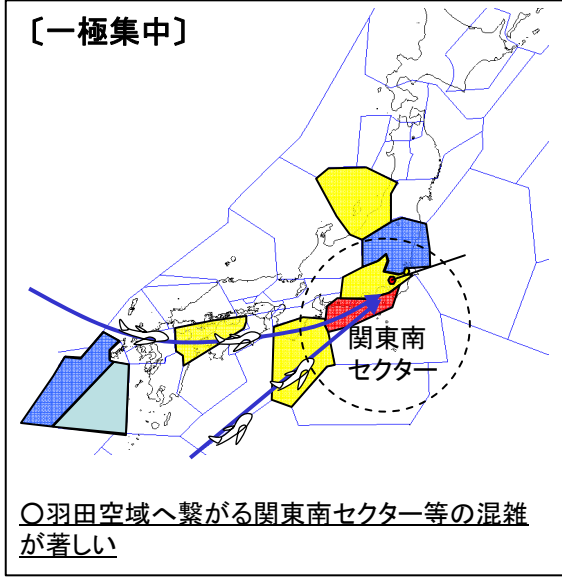 〔一極集中〕
関東南
セクター
○羽田空域へ繋がる関東南セクター等の混雑
が著しい